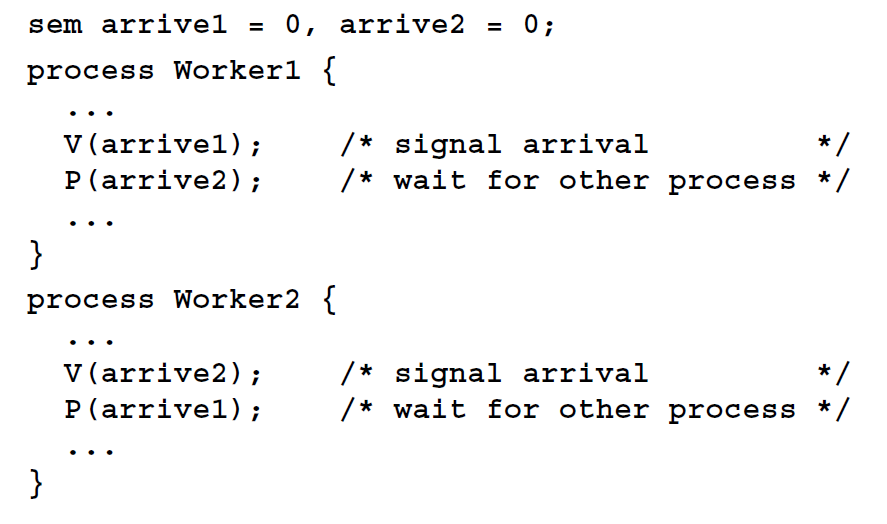 sem arrive1 = 0, arrive2 = 0;
process Worker1 {
  ...
  V(arrive1);    /* signal arrival         */
  P(arrive2);    /* wait for other process */
  ...
}
process Worker2 {
  ...
  V(arrive2);    /* signal arrival         */
  P(arrive1);    /* wait for other process */
  ...
}